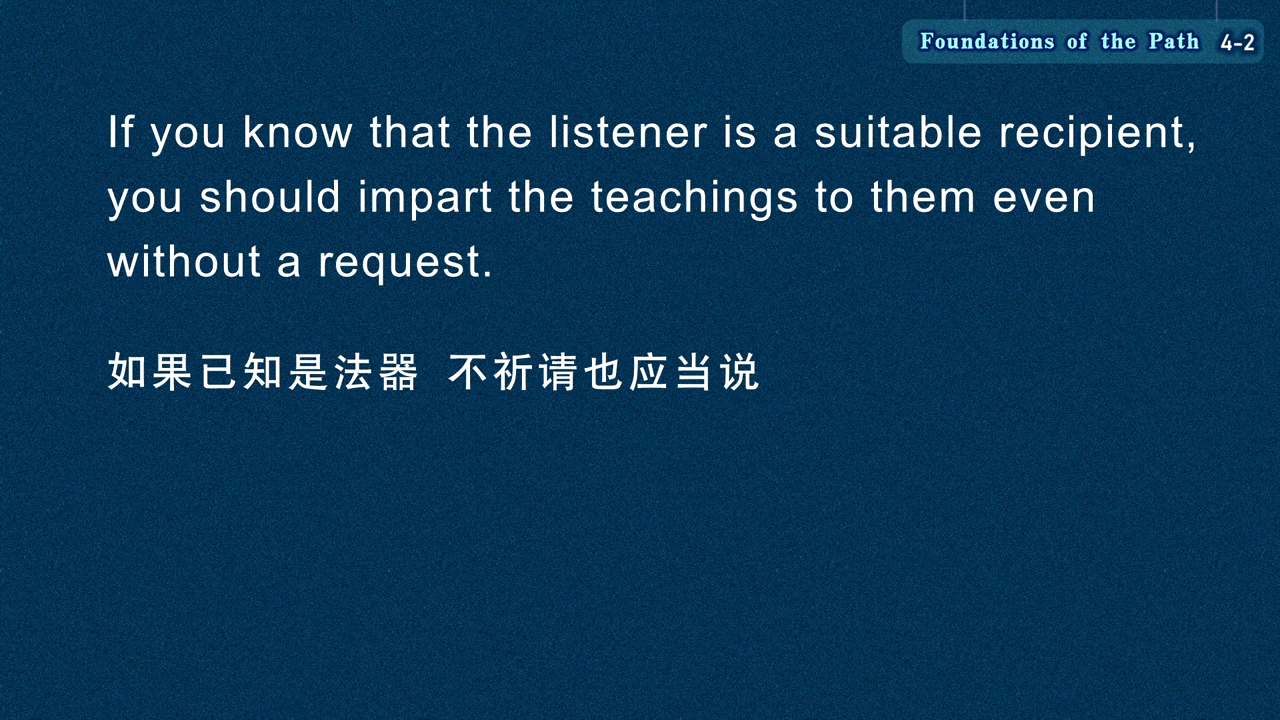 Foundations of the Path 4-2
If you know that the listener is a suitable recipient,
you should impart the teachings to them even
without a request.
如果已知是法器 不祈请也应当说